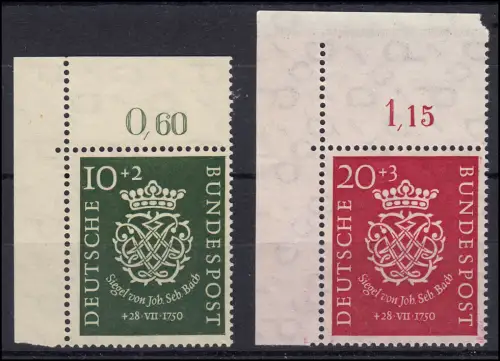 0,60
10+2
DEUTSCHE
BUNDESPOST
Siegel von Joh. Seb. Bach
+28·VII·1750
1,15
20+3
DEUTSCHE
BUNDESPOST
Siegel von Joh. Seb. Bach
+28·VII·1750